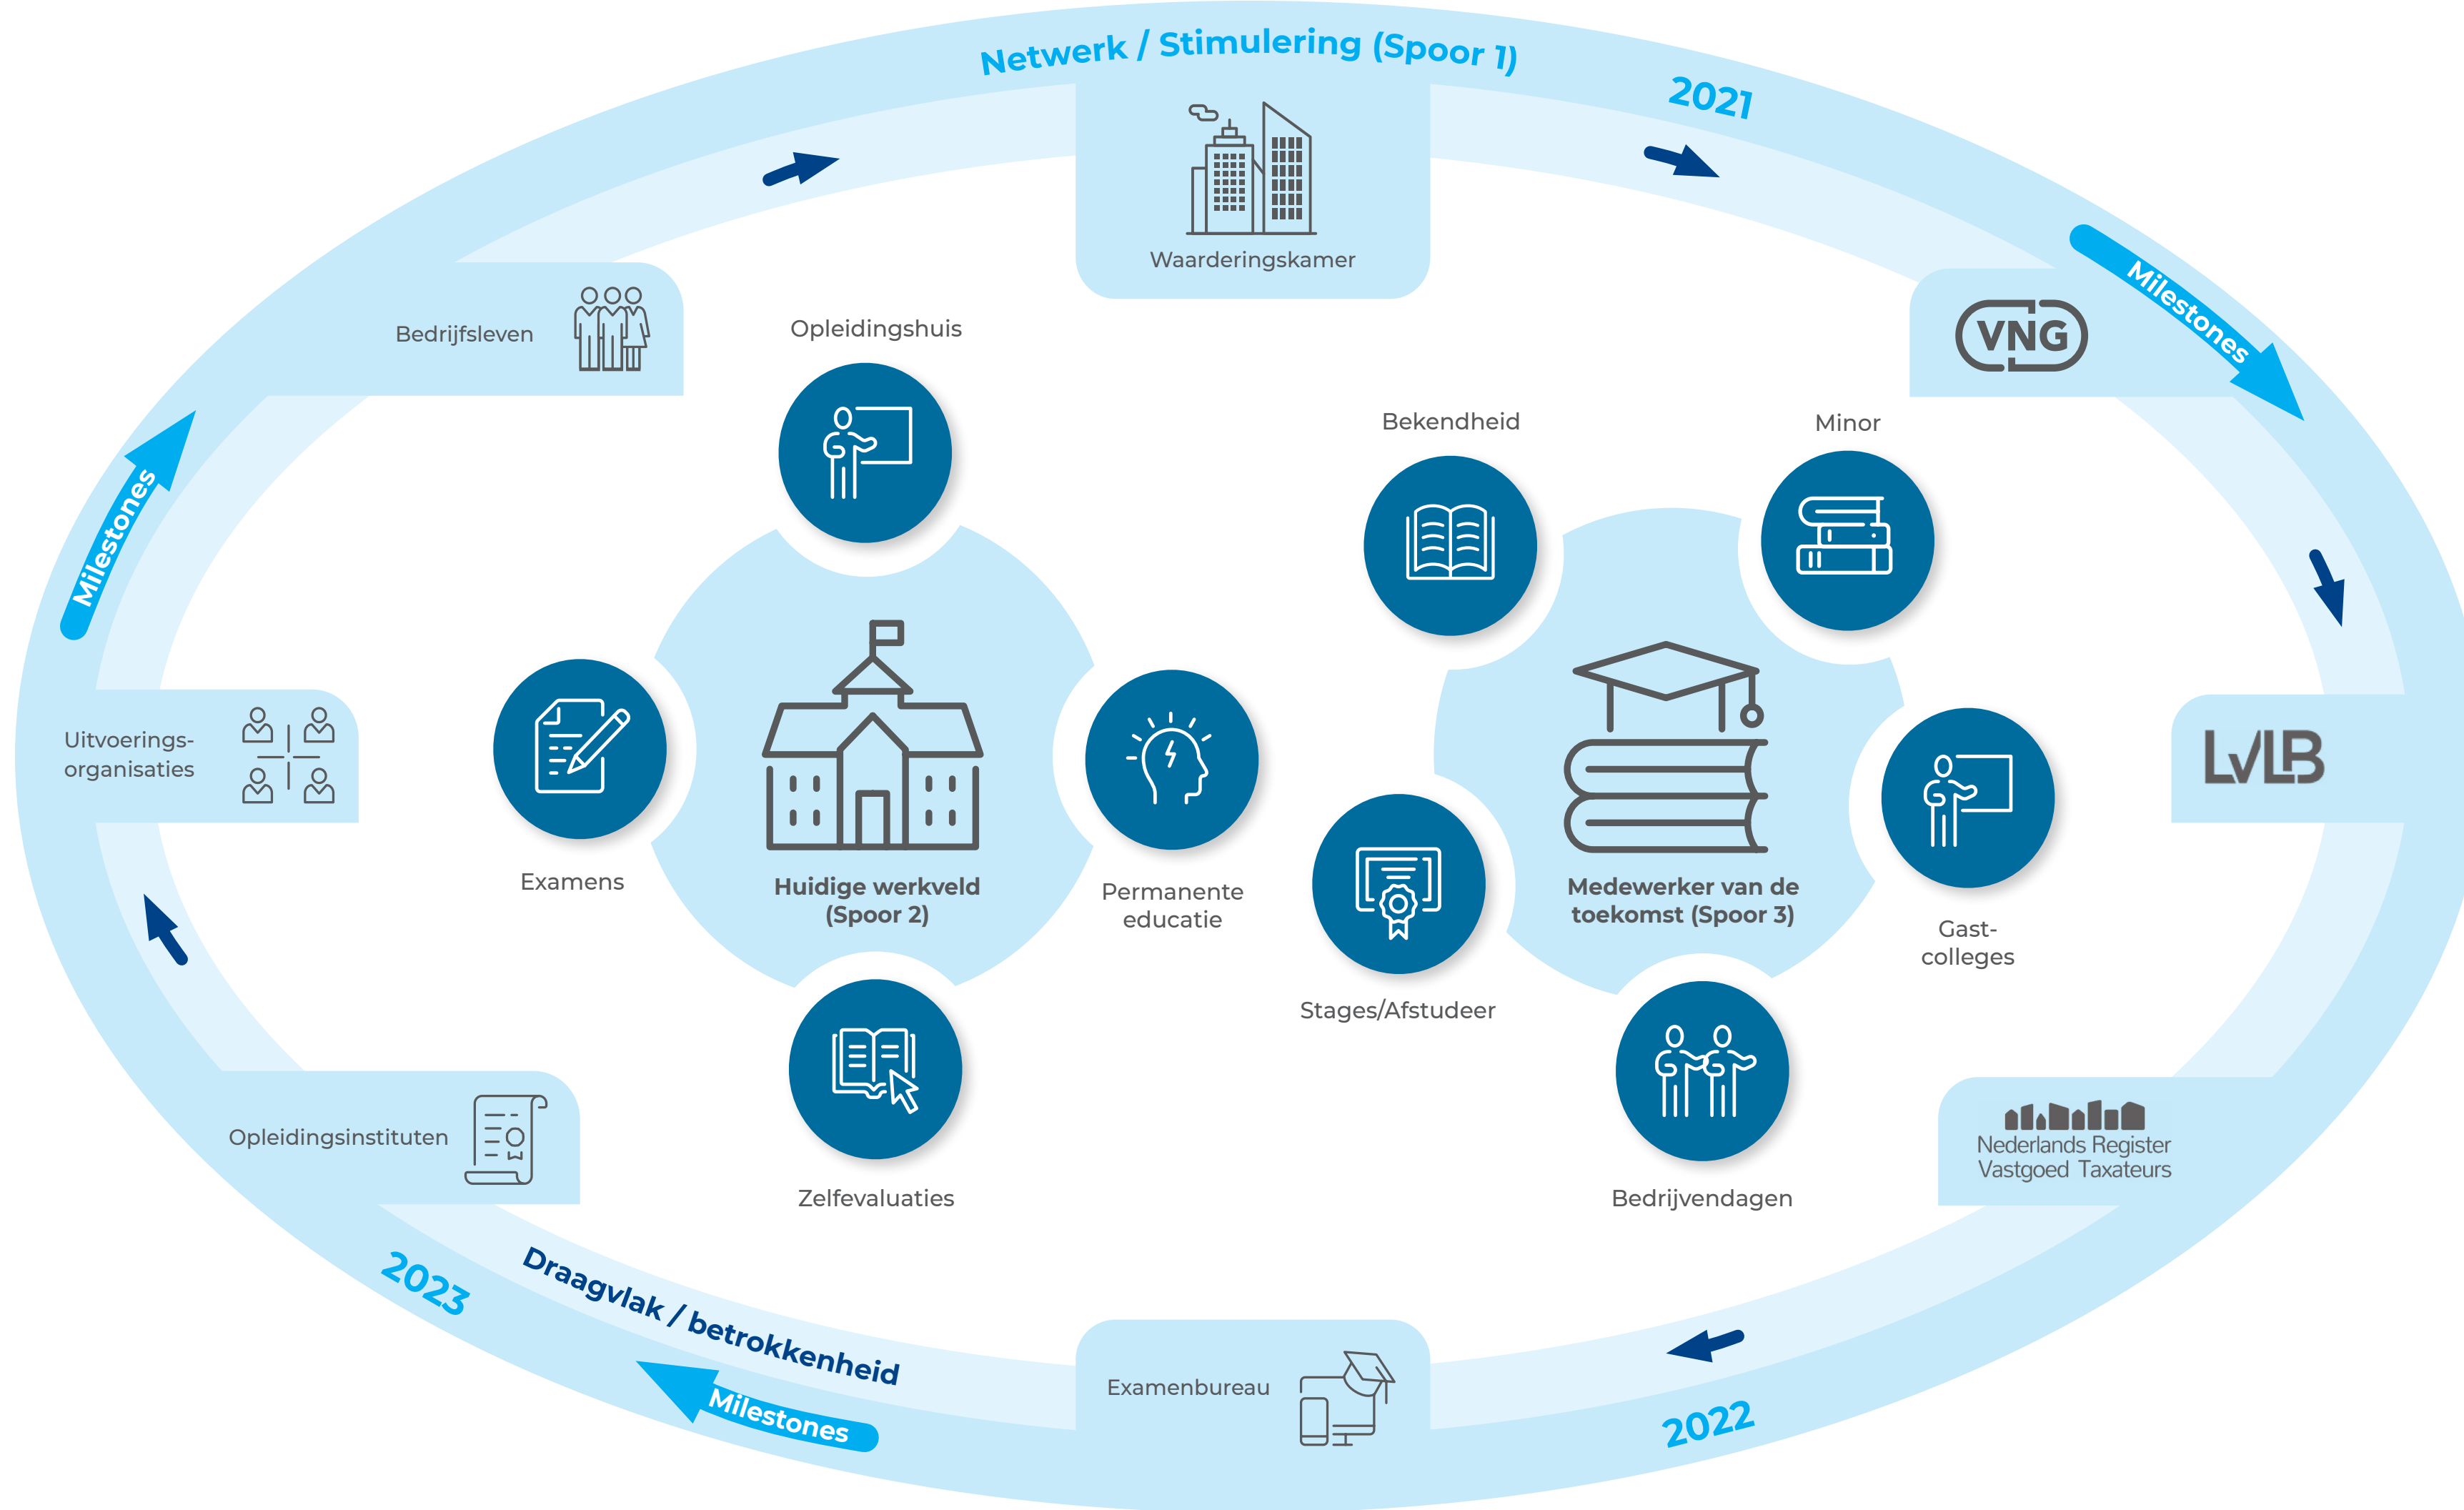 Netwerk / Stimulering (Spoor 1)
2021
Waarderingskamer
Milestones
VNG
Bedrijfsleven
Opleidingshuis
Bekendheid
Minor
Milestones
Uitvoerings-
organisaties
LVLB
Examens
Huidige werkveld
(Spoor 2)
Permanente
educatie
Medewerker van de
toekomst (Spoor 3)
Gast-
colleges
Stages/Afstudeer
Opleidingsinstituten
Nederlands Register
Vastgoed Taxateurs
Zelfevaluaties
Bedrijvendagen
2023
Draagvlak / betrokkenheid
Milestones
Examenbureau
2022